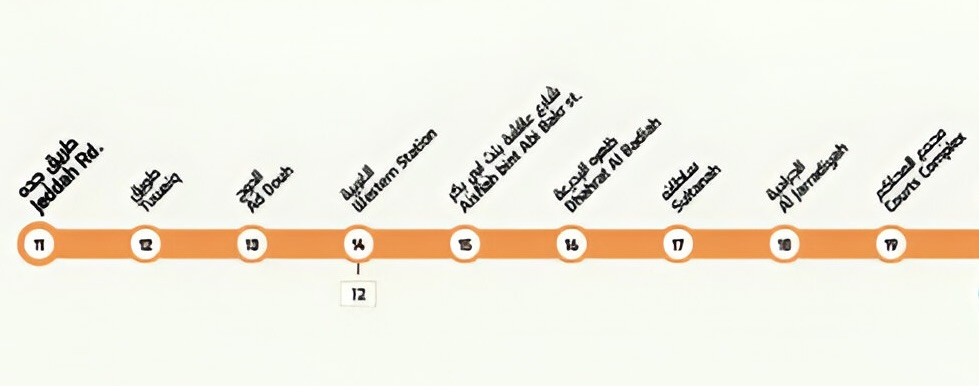 طريق جدة
Jeddah Rd.
طويق
Tuwaiq
الدوح
Ad Douh
الغربية
Western Station
شارع عائشة بنت أبي بكر
Aishah bint Abi Bakr st.
ظهرة البديعة
Dhahrat Al Badiah
سلطانة
Sultanah
الجرادية
Al Jarradiyah
مجمع المحاكم
Courts Complex
11
12
13
14
15
16
17
18
19
12